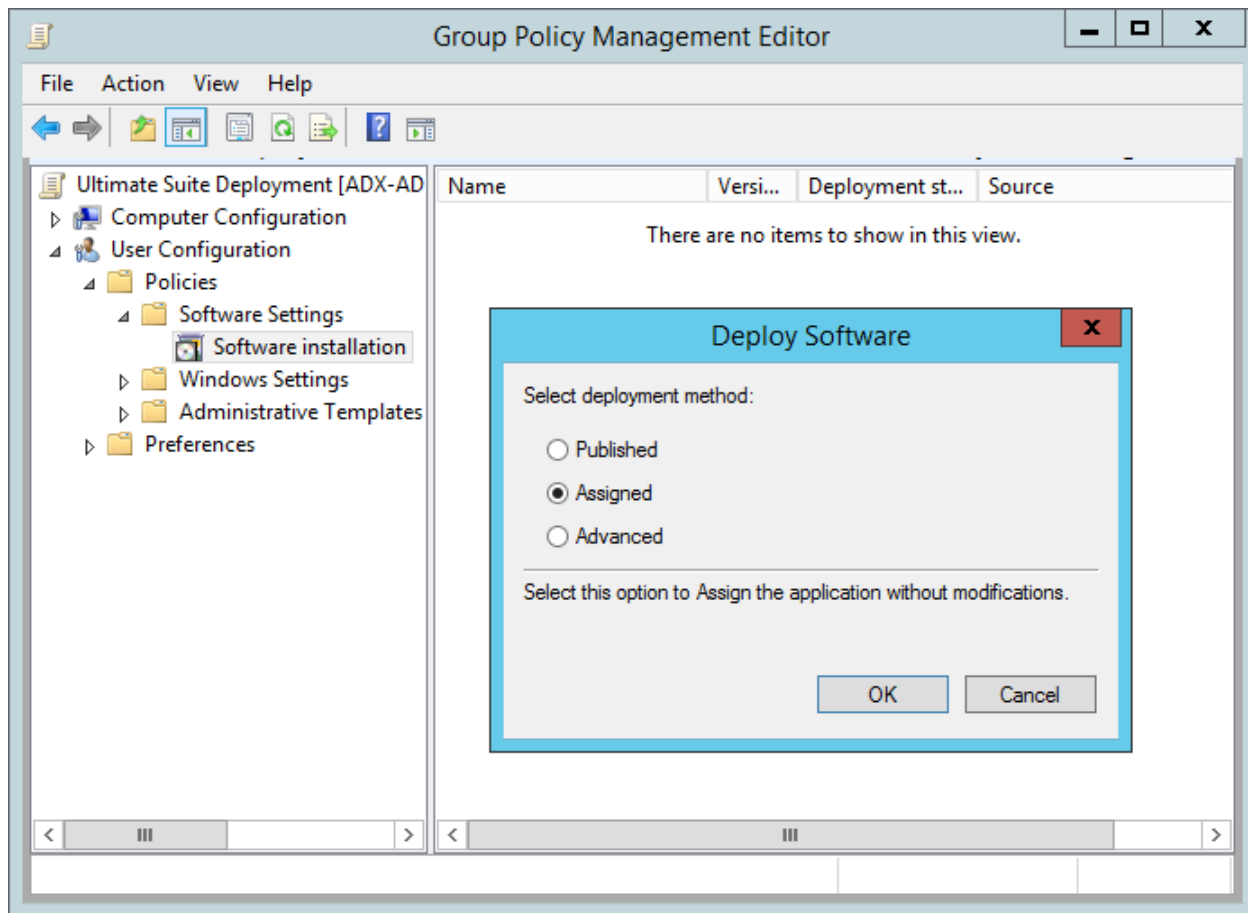 Group Policy Management Editor
File Action View Help
Ultimate Suite Deployment [ADX-AD
Computer Configuration
User Configuration
Policies
Software Settings
Software installation
Windows Settings
Administrative Templates
Preferences
Name Versi... Deployment st... Source
There are no items to show in this view.
Deploy Software
Select deployment method:
Published
Assigned
Advanced
Select this option to Assign the application without modifications.
OK Cancel